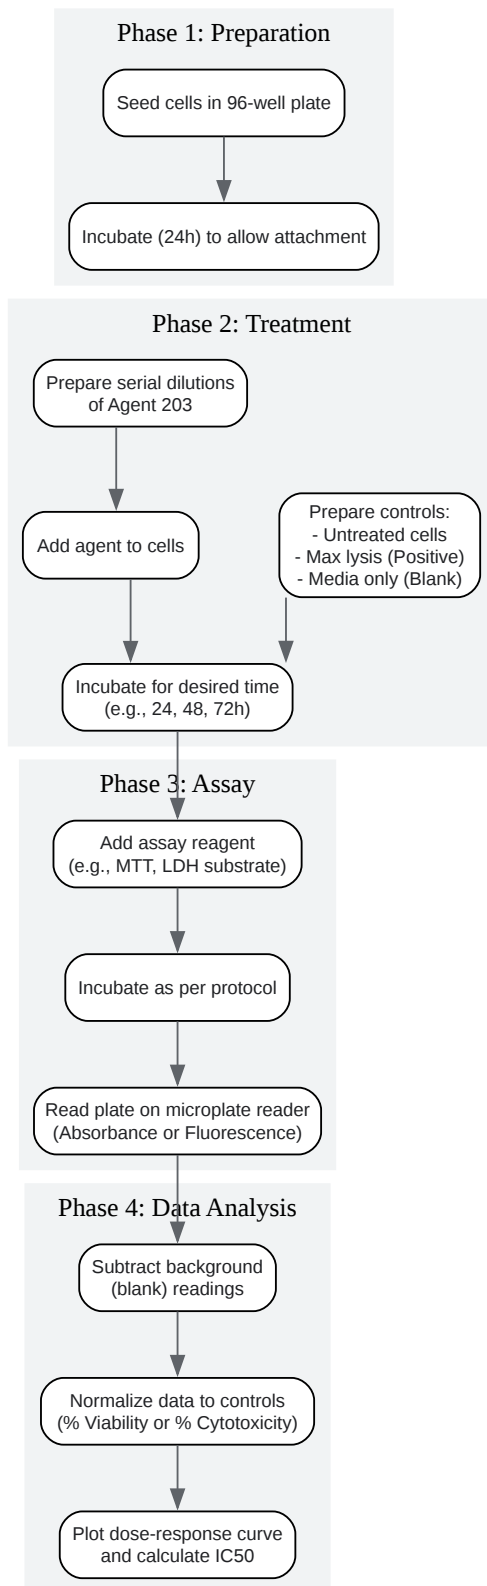 Phase 1: Preparation
Seed cells in 96-well plate
Incubate (24h) to allow attachment
Phase 2: Treatment
Prepare serial dilutions
of Agent 203
Add agent to cells
Prepare controls:
- Untreated cells
- Max lysis (Positive)
- Media only (Blank)
Incubate for desired time
(e.g., 24, 48, 72h)
Phase 3: Assay
Add assay reagent
(e.g., MTT, LDH substrate)
Incubate as per protocol
Read plate on microplate reader
(Absorbance or Fluorescence)
Phase 4: Data Analysis
Subtract background
(blank) readings
Normalize data to controls
(% Viability or % Cytotoxicity)
Plot dose-response curve
and calculate IC50